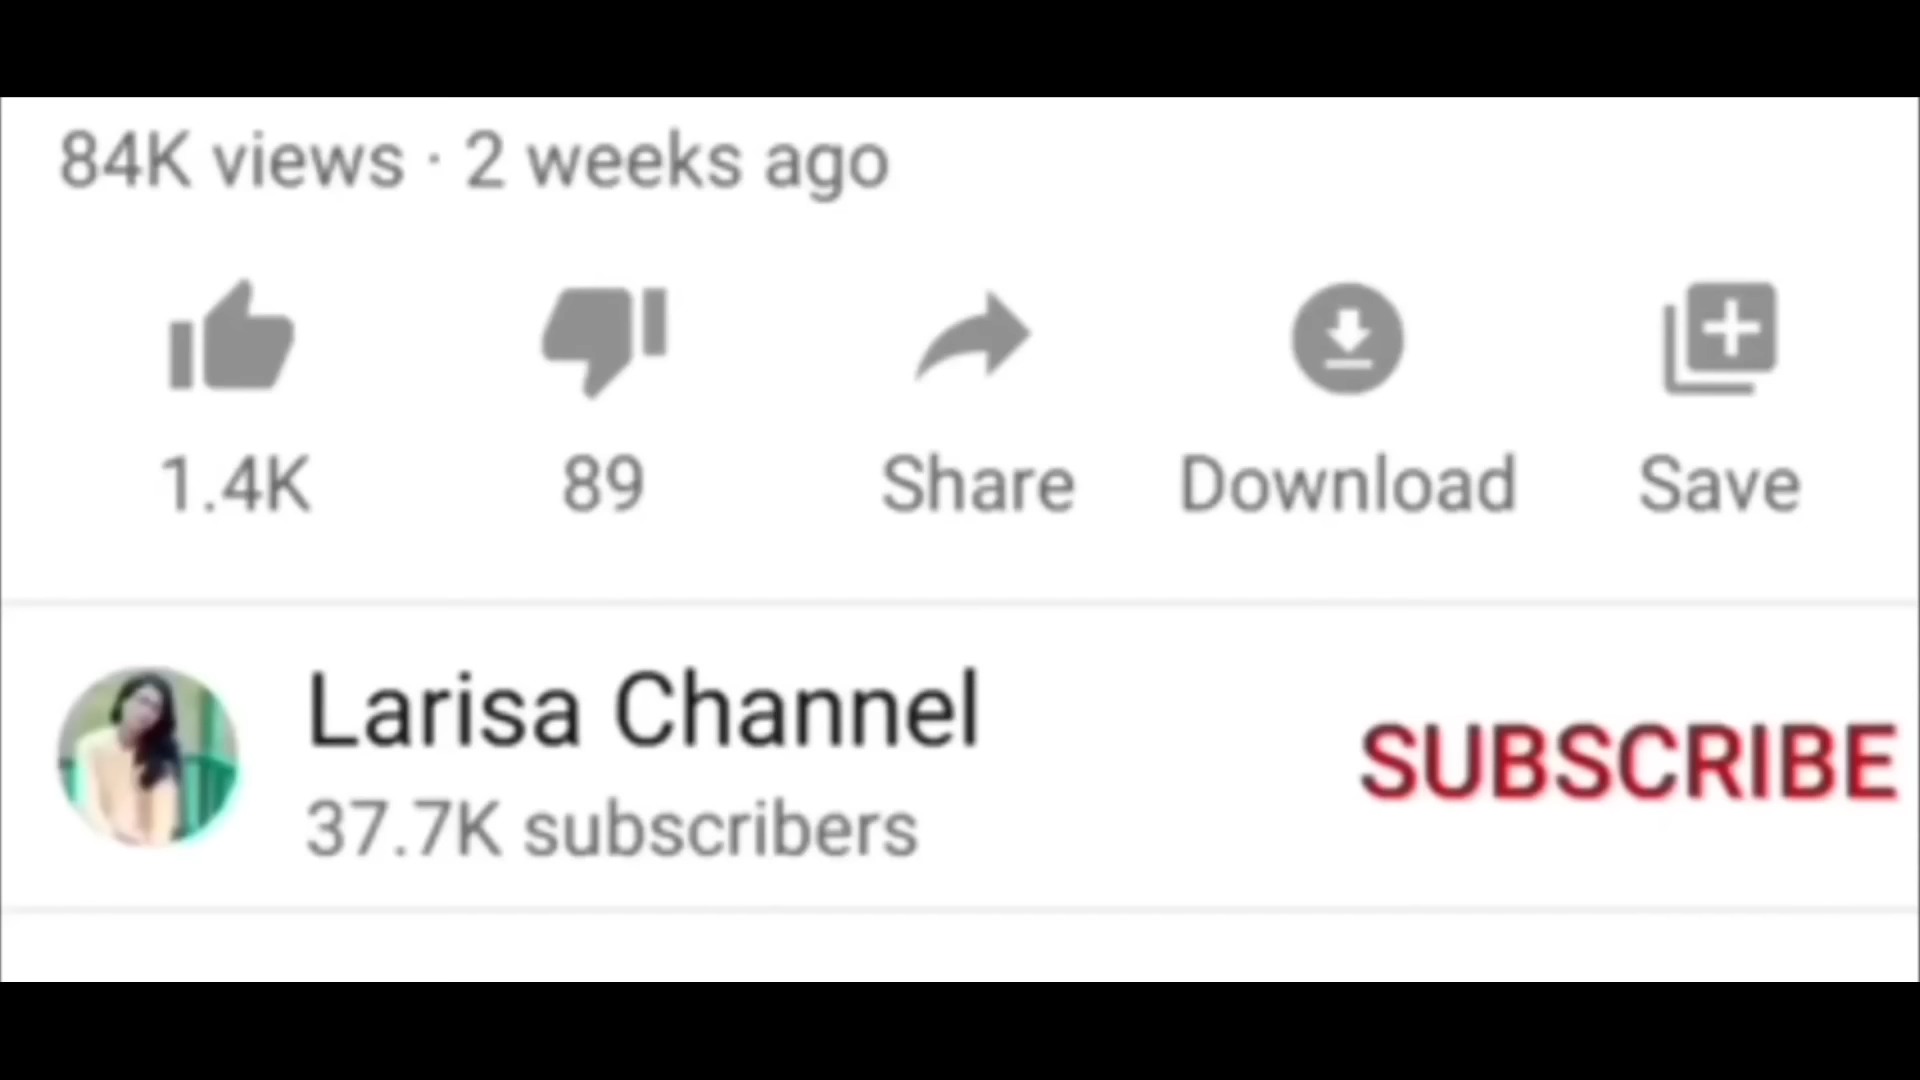 84K views · 2 weeks ago
1.4K 89 Share Download Save
Larisa Channel
SUBSCRIBE
37.7K subscribers